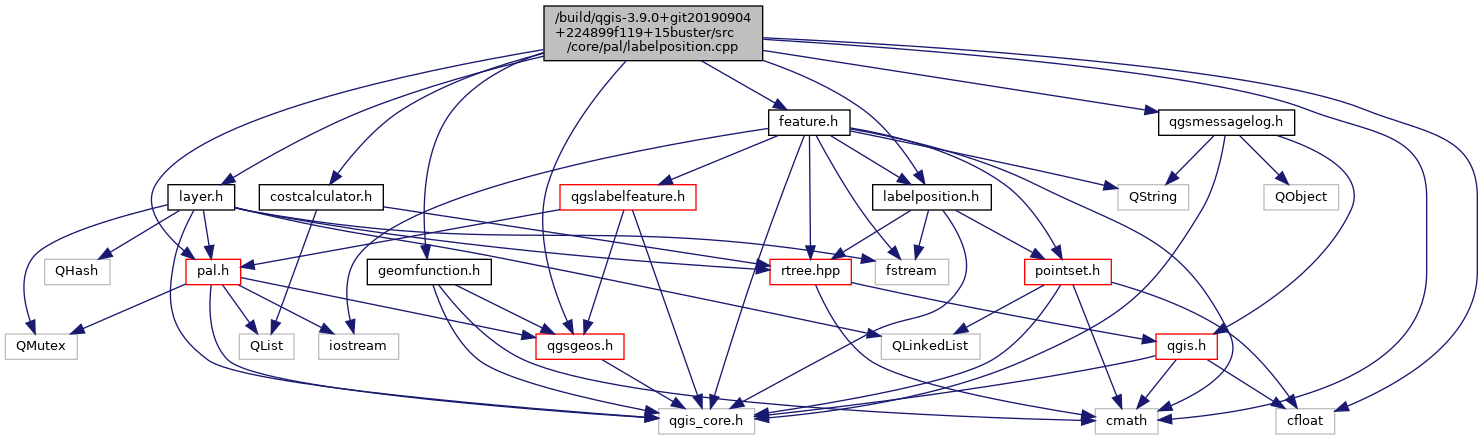 /build/qgis-3.9.0+git20190904
+224899f119+15buster/src
/core/pal/labelposition.cpp
feature.h
qgsmessagelog.h
layer.h
costcalculator.h
qgslabelfeature.h
labelposition.h
QString
QObject
QHash
pal.h
geomfunction.h
rtree.hpp
fstream
pointset.h
QMutex
QList
iostream
qgsgeos.h
QLinkedList
qgis.h
qgis_core.h
cmath
cfloat